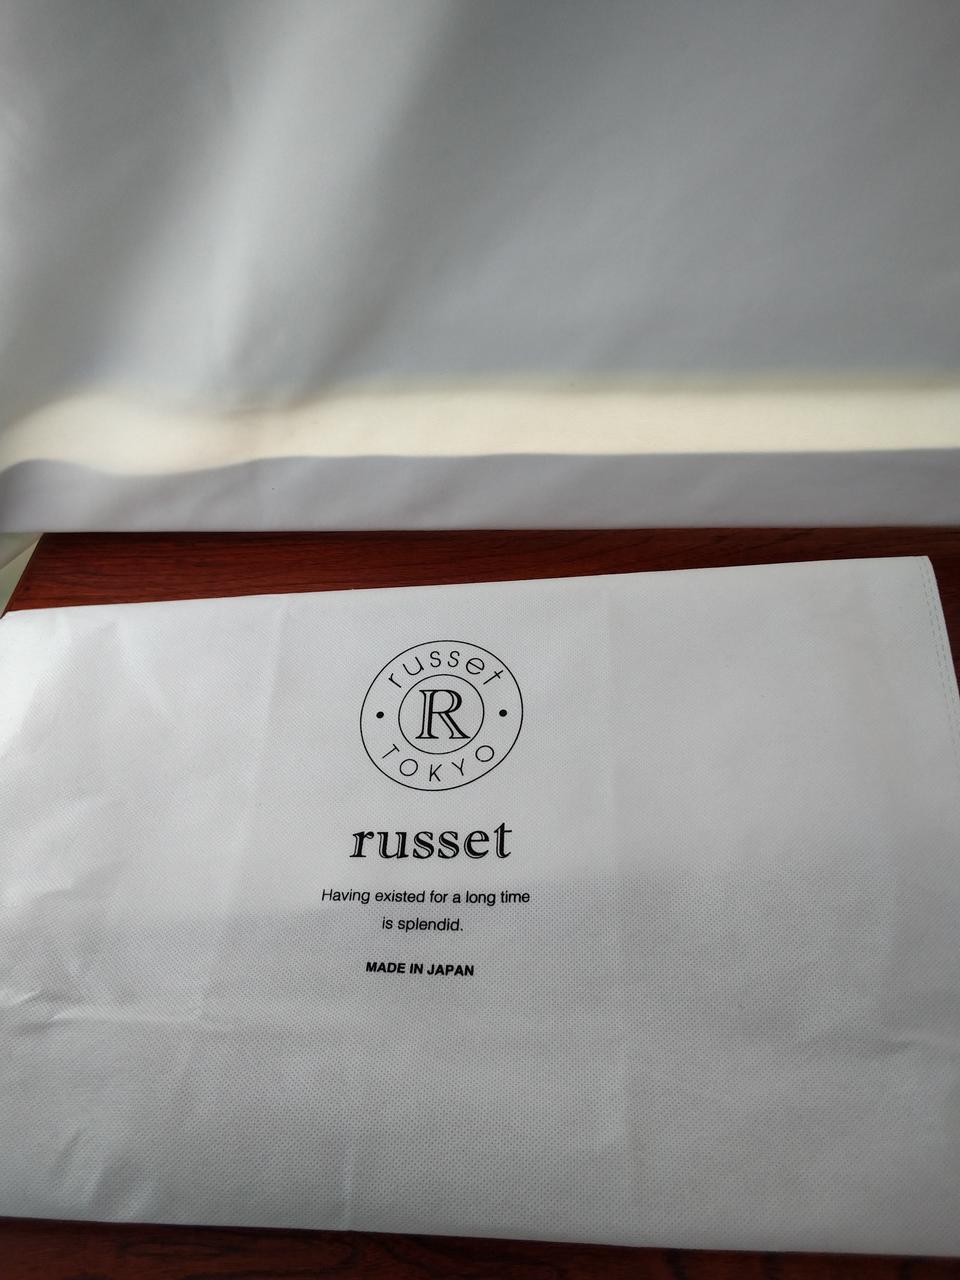 russet
R
TOKYO
russet
Having existed for a long time
is splendid.
MADE IN JAPAN